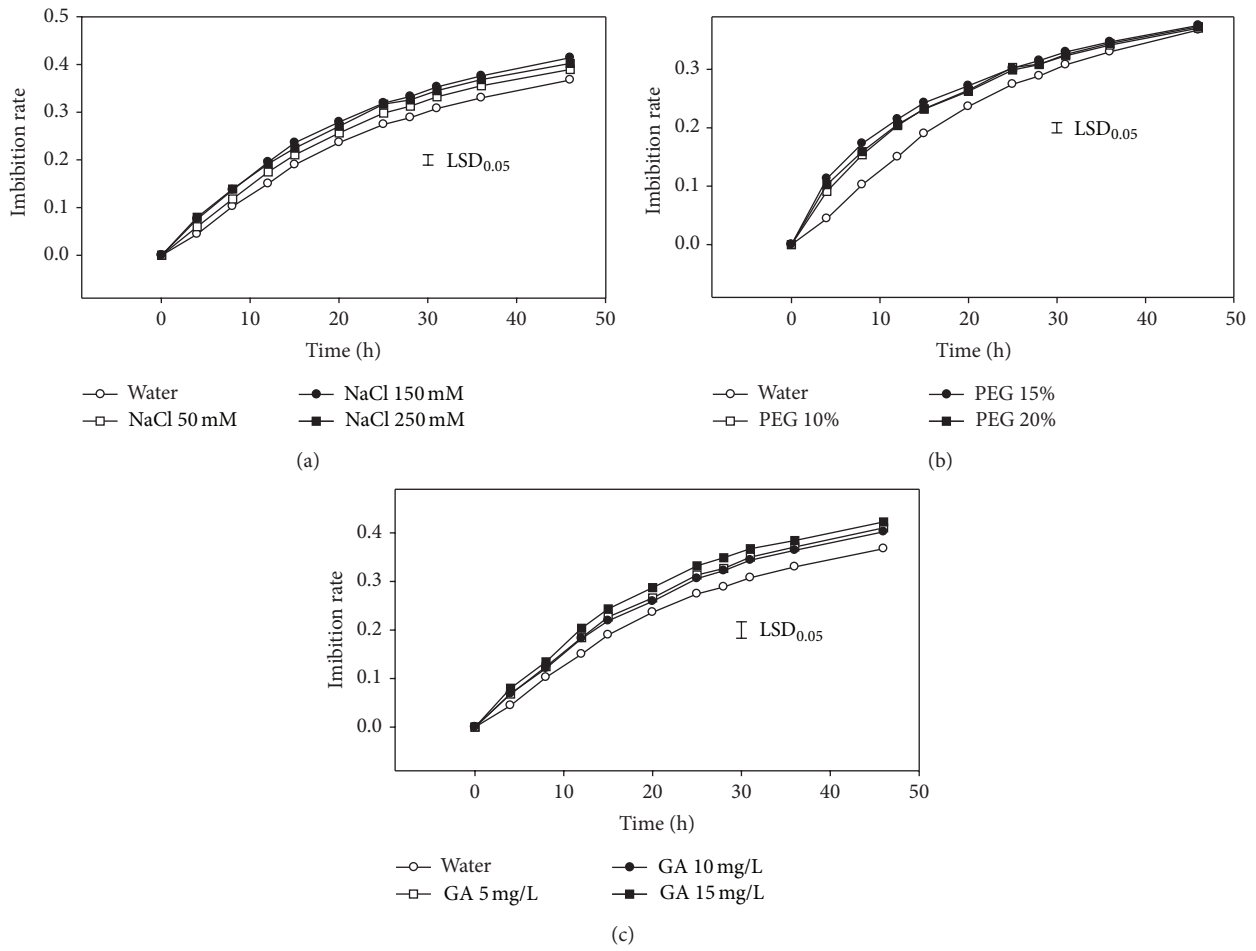 0.5
0.4
0.3
0.2
0.1
0.0
Imbibition rate
LSD0.05
0 10 20 30 40 50
Time (h)
Water NaCl 150 mM
NaCl 50 mM NaCl 250 mM
(a)
0.3
0.2
0.1
0.0
Imbibition rate
LSD0.05
0 10 20 30 40 50
Time (h)
Water PEG 15%
PEG 10% PEG 20%
(b)
0.4
0.3
0.2
0.1
0.0
Imibition rate
LSD0.05
0 10 20 30 40 50
Time (h)
Water GA 10 mg/L
GA 5 mg/L GA 15 mg/L
(c)